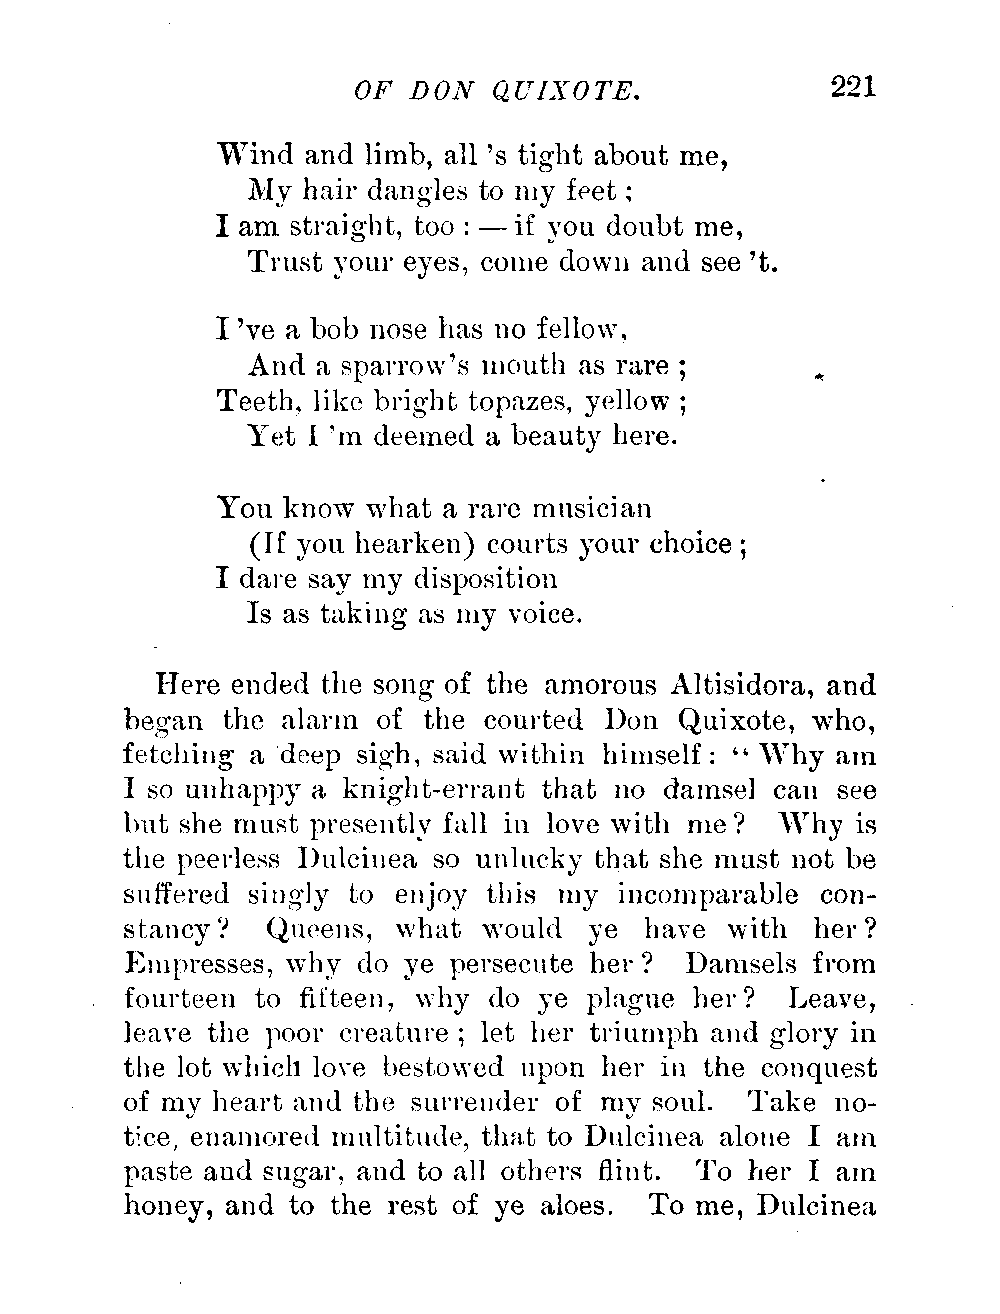 OF DON QUIXOTE. 221
Wind and limb, all 's tight about me,
My hair dangles to my feet ;
I am straight, too : — if you doubt me,
Trust your eyes, come down and see 't.
I 've a bob nose has no fellow,
And a sparrow's mouth as rare ;
Teeth, like bright topazes, yellow ;
Yet I 'm deemed a beauty here.
You know what a rare musician
(If you hearken) courts your choice ;
I dare say my disposition
Is as taking as my voice.
Here ended the song of the amorous Altisidora, and
began the alarm of the courted Don Quixote, who,
fetching a deep sigh, said within himself : “ Why am
I so unhappy a knight-errant that no damsel can see
but she must presently fall in love with me ? Why is
the peerless Dulcinea so unlucky that she must not be
suffered singly to enjoy this my incomparable con-
stancy ? Queens, what would ye have with her ?
Empresses, why do ye persecute her ? Damsels from
fourteen to fifteen, why do ye plague her ? Leave,
leave the poor creature ; let her triumph and glory in
the lot which love bestowed upon her in the conquest
of my heart and the surrender of my soul. Take no-
tice, enamored multitude, that to Dulcinea alone I am
paste and sugar, and to all others flint. To her I am
honey, and to the rest of ye aloes. To me, Dulcinea